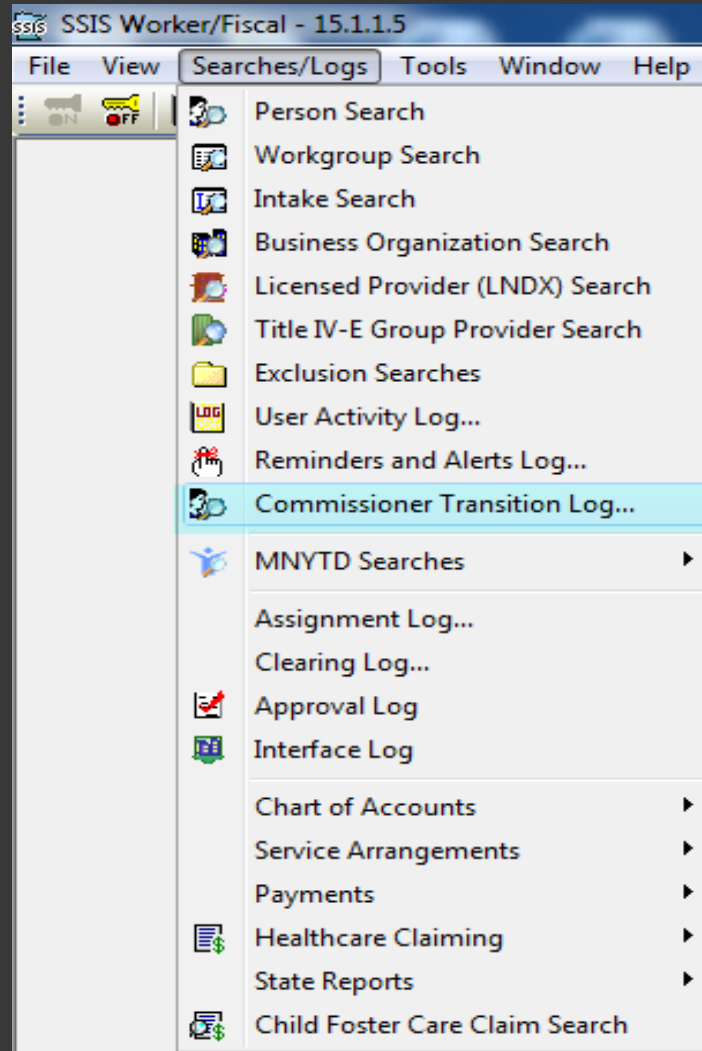 SSIS Worker/Fiscal - 15.1.1.5
File View Searches/Logs Tools Window Help
ON OFF
Person Search
Workgroup Search
Intake Search
Business Organization Search
Licensed Provider (LNDX) Search
Title IV-E Group Provider Search
Exclusion Searches
User Activity Log...
Reminders and Alerts Log...
Commissioner Transition Log...
MNYTD Searches
Assignment Log...
Clearing Log...
Approval Log
Interface Log
Chart of Accounts
Service Arrangements
Payments
Healthcare Claiming
State Reports
Child Foster Care Claim Search